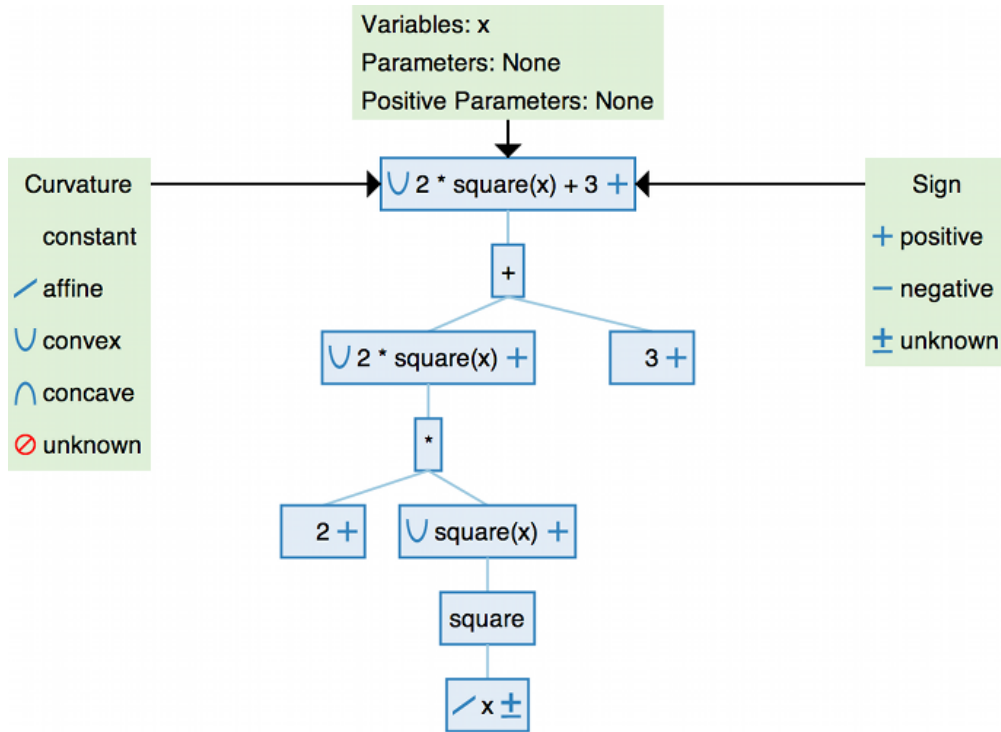 Variables: x
Parameters: None
Positive Parameters: None
Curvature
constant
affine
convex
concave
unknown
2 * square(x) + 3 +
Sign
+ positive
− negative
± unknown
+
2 * square(x) +
3 +
*
2 +
square(x) +
square
x ±